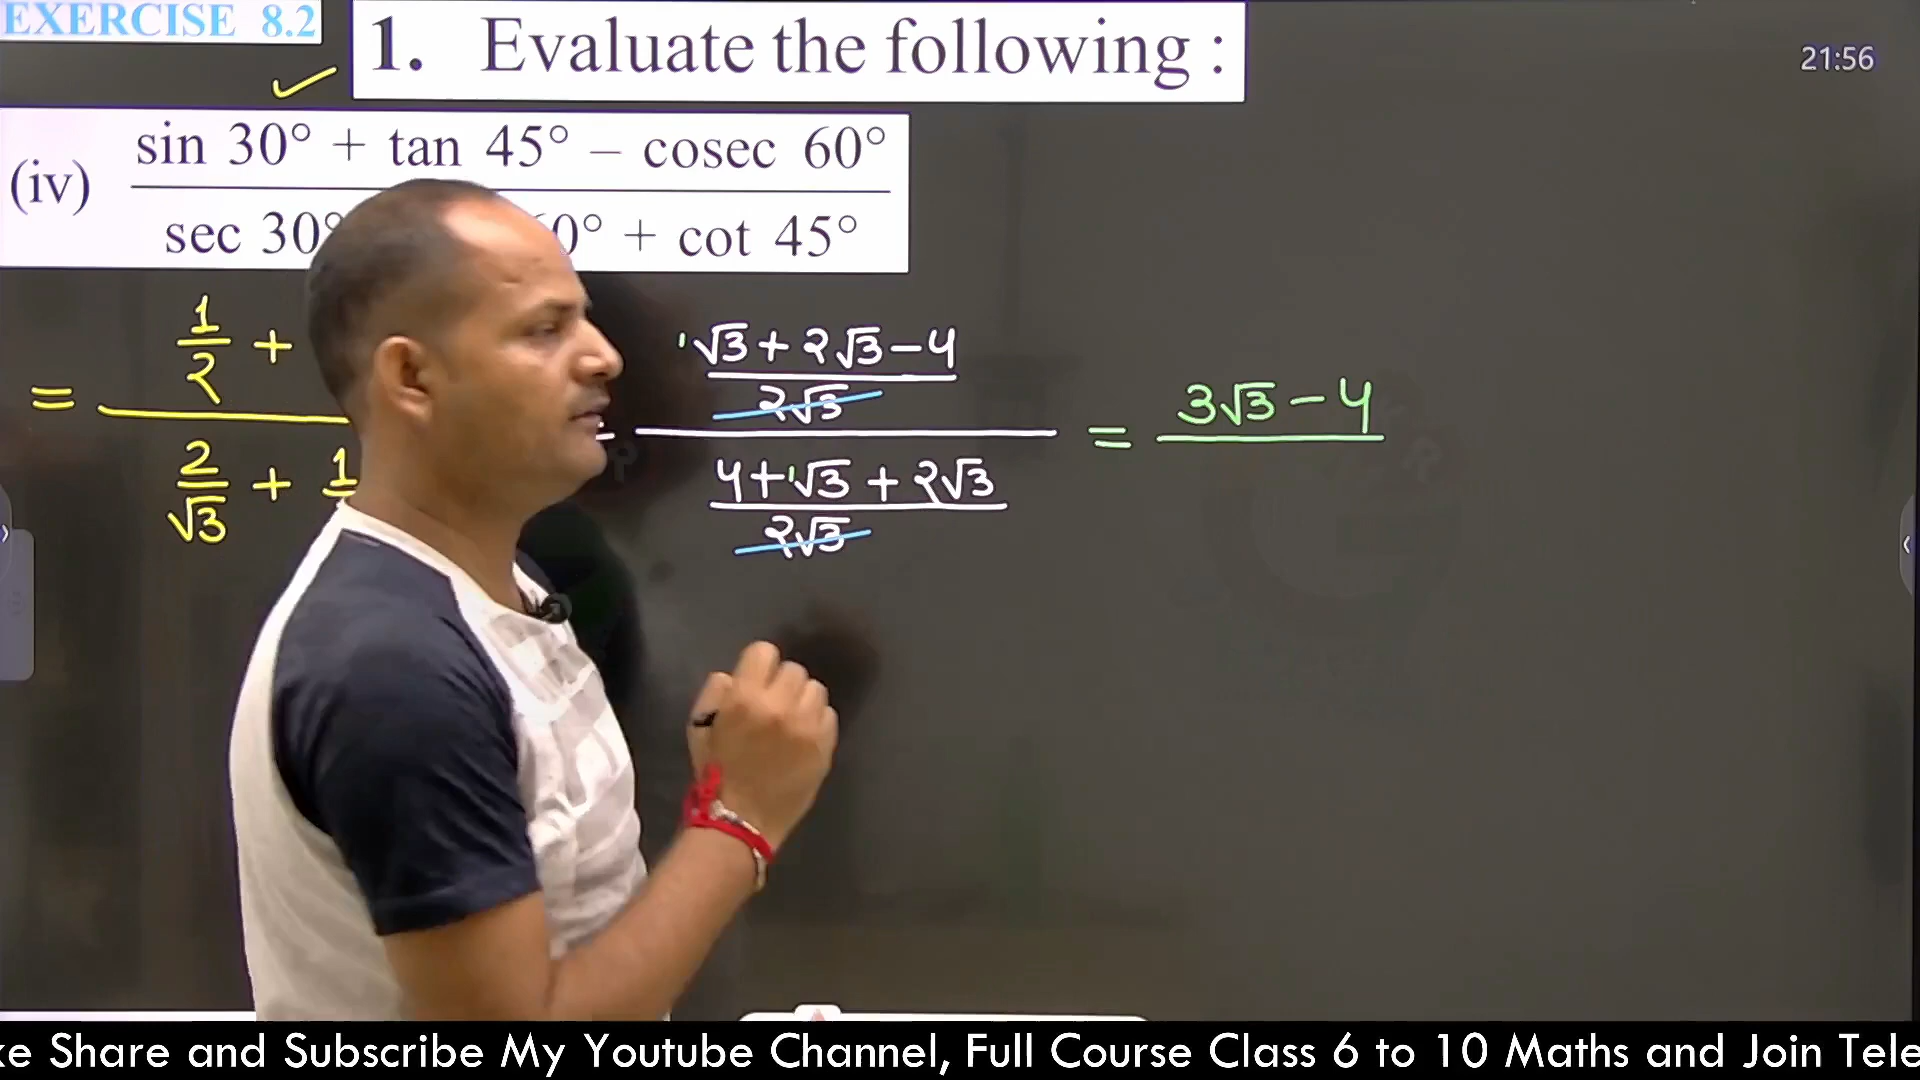 EXERCISE 8.2
1. Evaluate the following :
21:56
(iv) sin 30° + tan 45° – cosec 60°
sec 30° 0° + cot 45°
= 1/2 +
2/√3 + 1
√3 + 2√3 - 4
2√3
4 + √3 + 2√3
2√3
= 3√3 - 4
Share and Subscribe My Youtube Channel, Full Course Class 6 to 10 Maths and Join